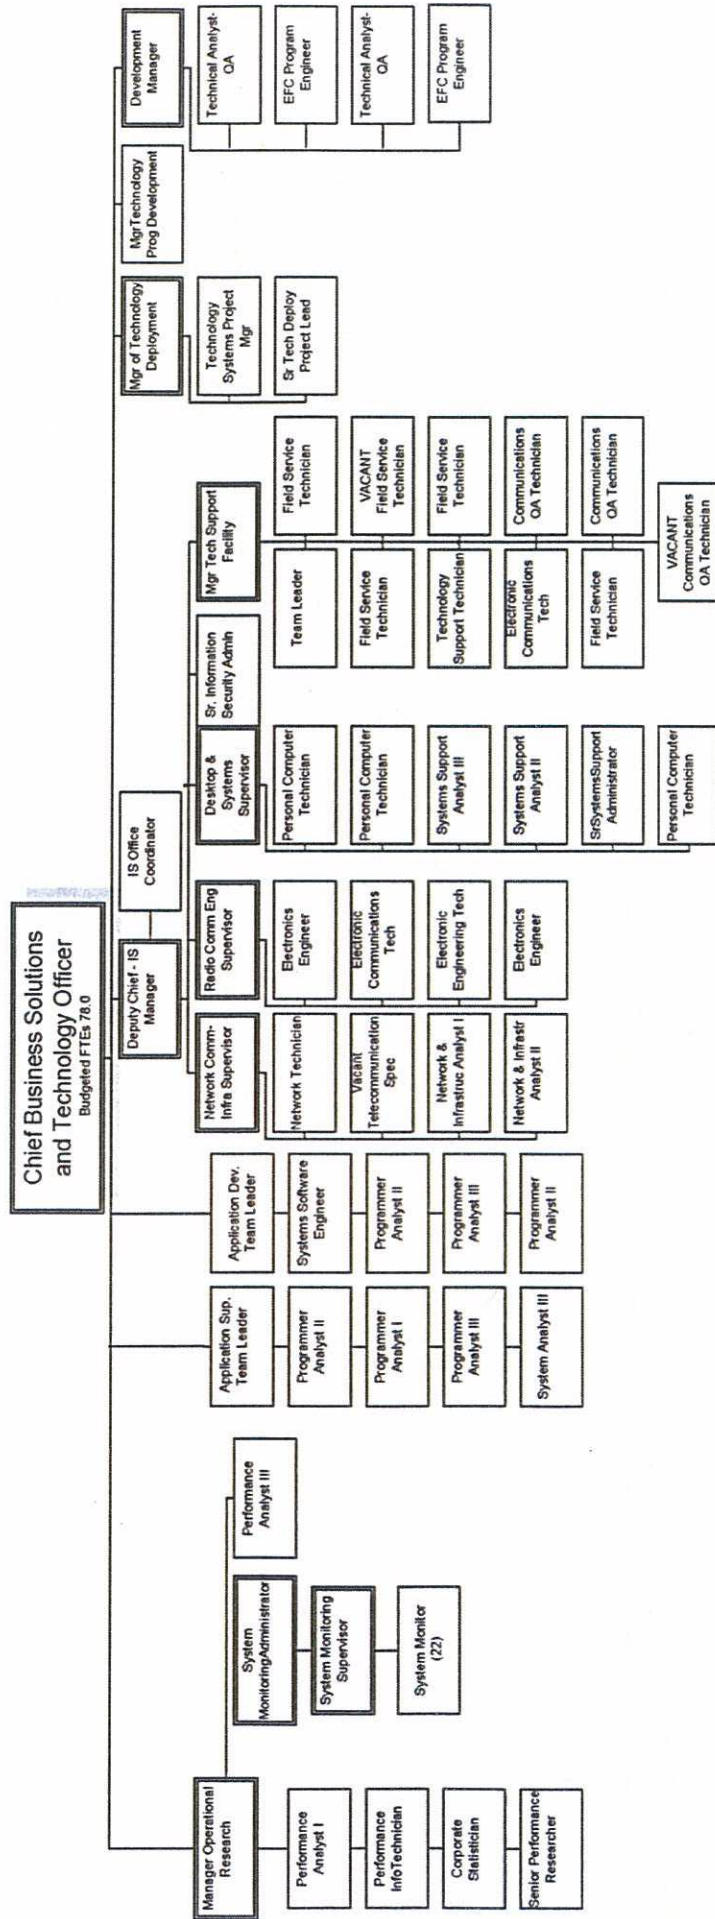 Chief Business Solutions
and Technology Officer
Budgeted FTEs 78.0
Manager Operational
Research
Performance
Analyst I
Performance
InfoTechnician
Corporate
Statistician
Senior Performance
Researcher
System
MonitoringAdministrator
System Monitoring
Supervisor
System Monitor
(22)
Performance
Analyst III
Application Sup.
Team Leader
Programmer
Analyst II
Programmer
Analyst I
Programmer
Analyst III
System Analyst III
Application Dev.
Team Leader
Systems Software
Engineer
Programmer
Analyst II
Programmer
Analyst III
Programmer
Analyst II
Deputy Chief - IS
Manager
IS Office
Coordinator
Network Comm-
Infra Supervisor
Network Technician
Vacant
Telecommunication
Spec
Network &
Infrastruc Analyst I
Network & Infrastr
Analyst II
Radio Comm Eng
Supervisor
Electronics
Engineer
Electronic
Communications
Tech
Electronic
Engineering Tech
Electronics
Engineer
Desktop &
Systems
Supervisor
Personal Computer
Technician
Personal Computer
Technician
Systems Support
Analyst III
Systems Support
Analyst II
SrSystemsSupport
Administrator
Personal Computer
Technician
Sr. Information
Security Admin
Mgr Tech Support
Facility
Team Leader
Field Service
Technician
Field Service
Technician
VACANT
Field Service
Technician
Technology
Support Technician
Field Service
Technician
Electronic
Communications
Tech
Communications
QA Technician
Field Service
Technician
Communications
QA Technician
VACANT
Communications
QA Technician
Mgr of Technology
Deployment
Technology
Systems Project
Mgr
Sr Tech Deploy
Project Lead
MgrTechnology
Prog Development
Development
Manager
Technical Analyst-
QA
EFC Program
Engineer
Technical Analyst-
QA
EFC Program
Engineer